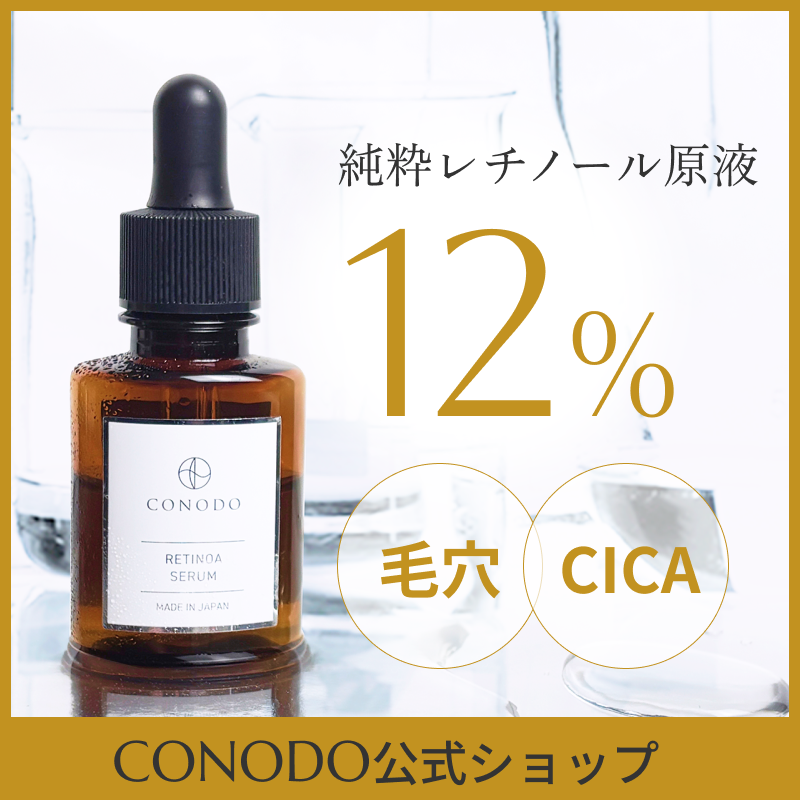 純粋レチノール原液
12%
毛穴
CICA
CONODO
RETINOA
SERUM
MADE IN JAPAN
CONODO公式ショップ